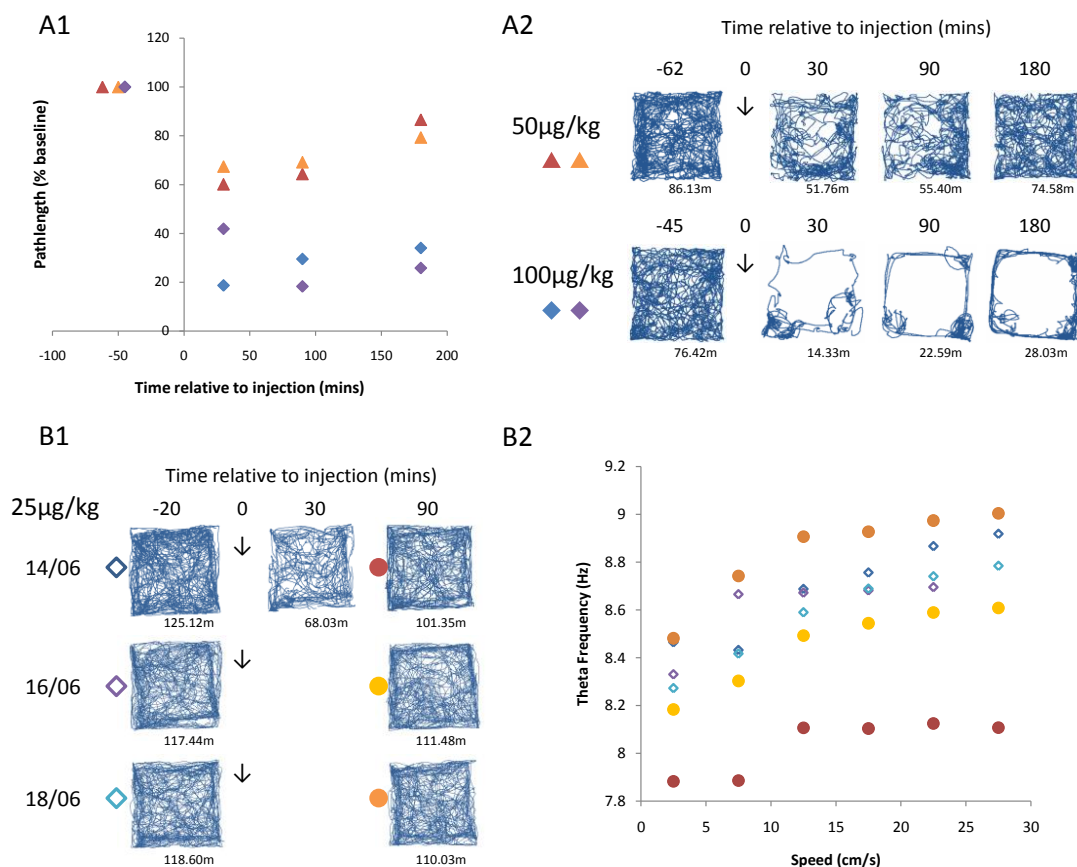 A1
120
100
80
60
40
20
0
-100 -50 0 50 100 150 200
Pathlength (% baseline)
Time relative to injection (mins)
A2
Time relative to injection (mins)
-62 0 30 90 180
50µg/kg
86.13m 51.76m 55.40m 74.58m
-45 0 30 90 180
100µg/kg
76.42m 14.33m 22.59m 28.03m
B1
Time relative to injection (mins)
25µg/kg -20 0 30 90
14/06
125.12m 68.03m 101.35m
16/06
117.44m 111.48m
18/06
118.60m 110.03m
B2
9.2
9
8.8
8.6
8.4
8.2
8
7.8
0 5 10 15 20 25 30
Theta Frequency (Hz)
Speed (cm/s)